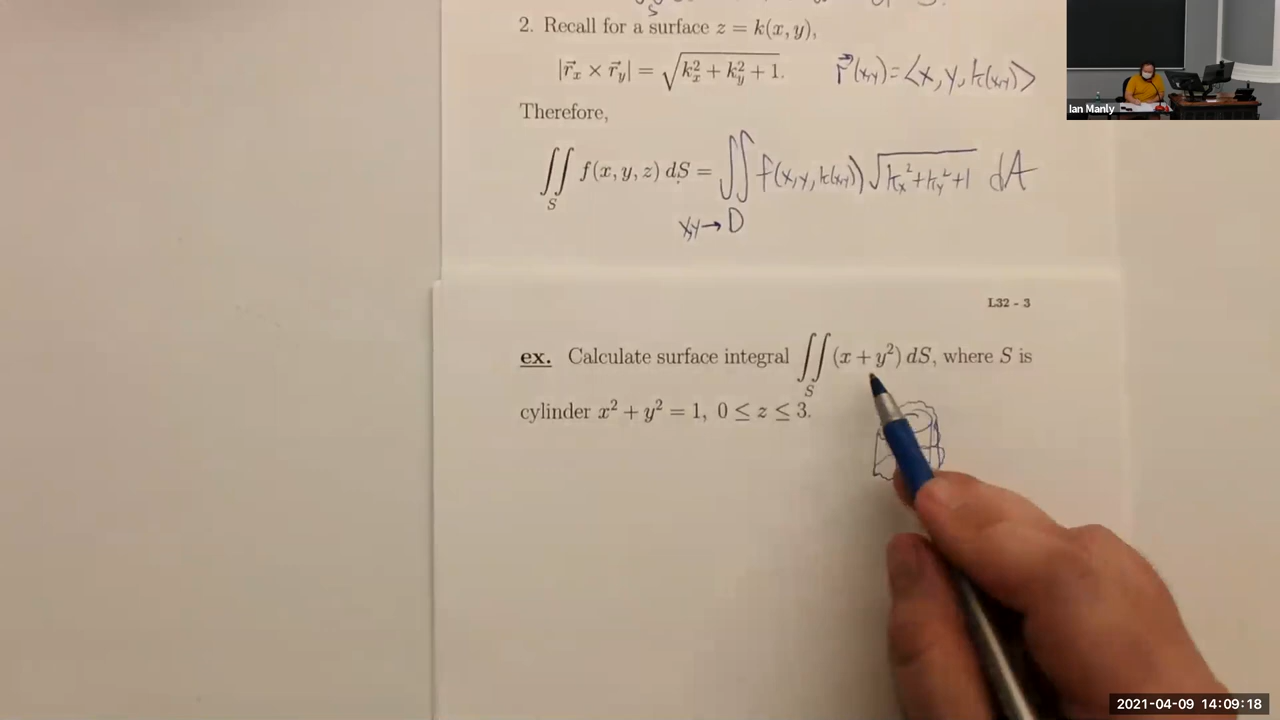 2. Recall for a surface z = k(x, y),
|r⃗ₓ × r⃗ᵧ| = √(kₓ² + kᵧ² + 1). r⃗(x,y) = ⟨x, y, k(x,y)⟩
Ian Manly
Therefore,
∬_S f(x, y, z) dS = ∬ f(x,y,k(x,y)) √(kₓ² + kᵧ² + 1) dA
x,y → D
L32 - 3
ex. Calculate surface integral ∬_S (x + y²) dS, where S is
cylinder x² + y² = 1, 0 ≤ z ≤ 3.
2021-04-09 14:09:18